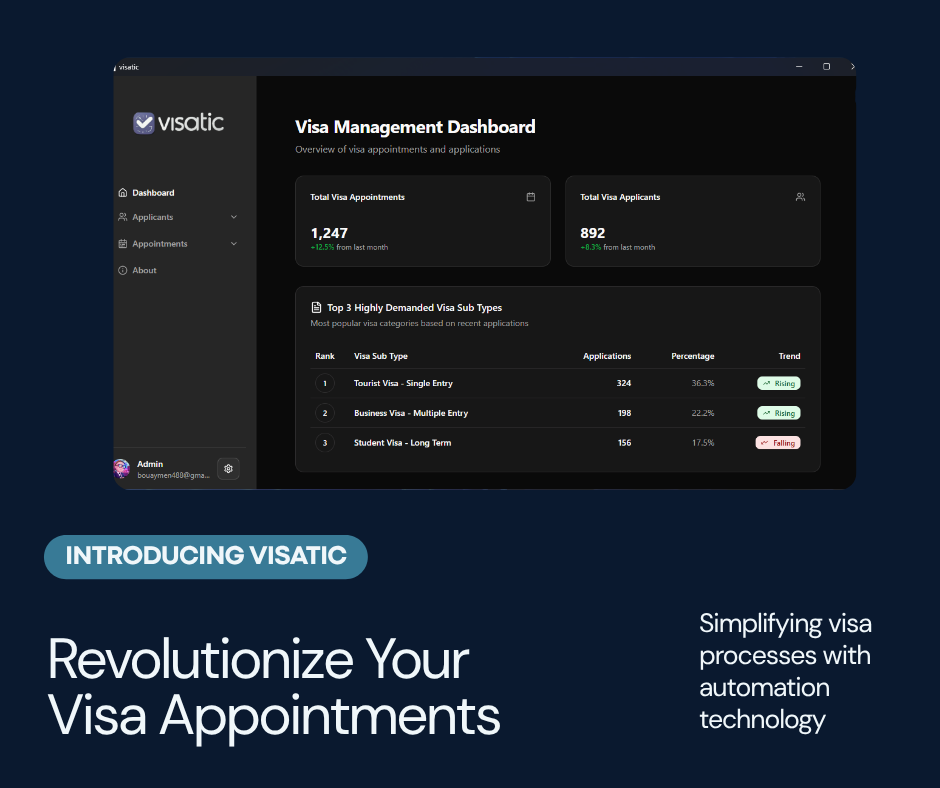 visatic
visatic
Dashboard
Applicants
Appointments
About
Admin
bouaymen488@gma...
Visa Management Dashboard
Overview of visa appointments and applications
Total Visa Appointments
1,247
+12.5% from last month
Total Visa Applicants
892
+8.3% from last month
Top 3 Highly Demanded Visa Sub Types
Most popular visa categories based on recent applications
Rank Visa Sub Type Applications Percentage Trend
1 Tourist Visa - Single Entry 324 36.3% Rising
2 Business Visa - Multiple Entry 198 22.2% Rising
3 Student Visa - Long Term 156 17.5% Falling
INTRODUCING VISATIC
Revolutionize Your
Visa Appointments
Simplifying visa
processes with
automation
technology